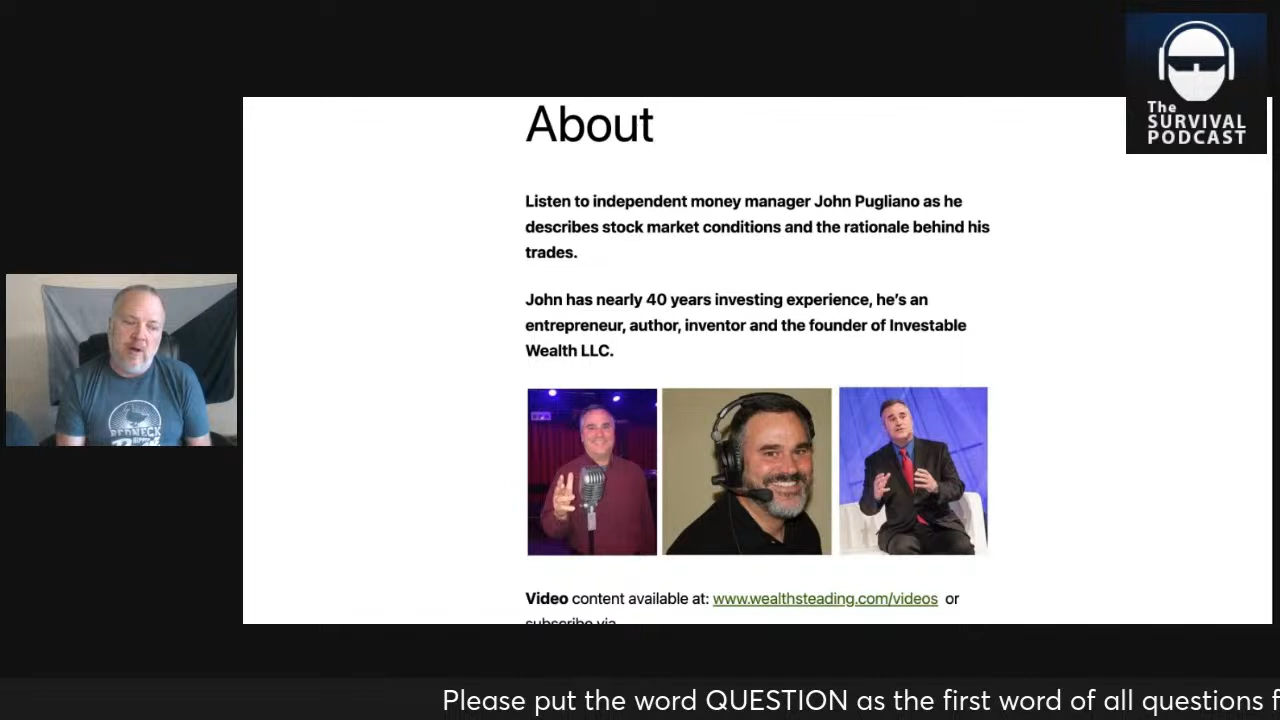 The
SURVIVAL
PODCAST
About
Listen to independent money manager John Pugliano as he
describes stock market conditions and the rationale behind his
trades.
John has nearly 40 years investing experience, he's an
entrepreneur, author, inventor and the founder of Investable
Wealth LLC.
REDNECK
Video content available at: www.wealthsteading.com/videos or
subscribe via
Please put the word QUESTION as the first word of all questions f